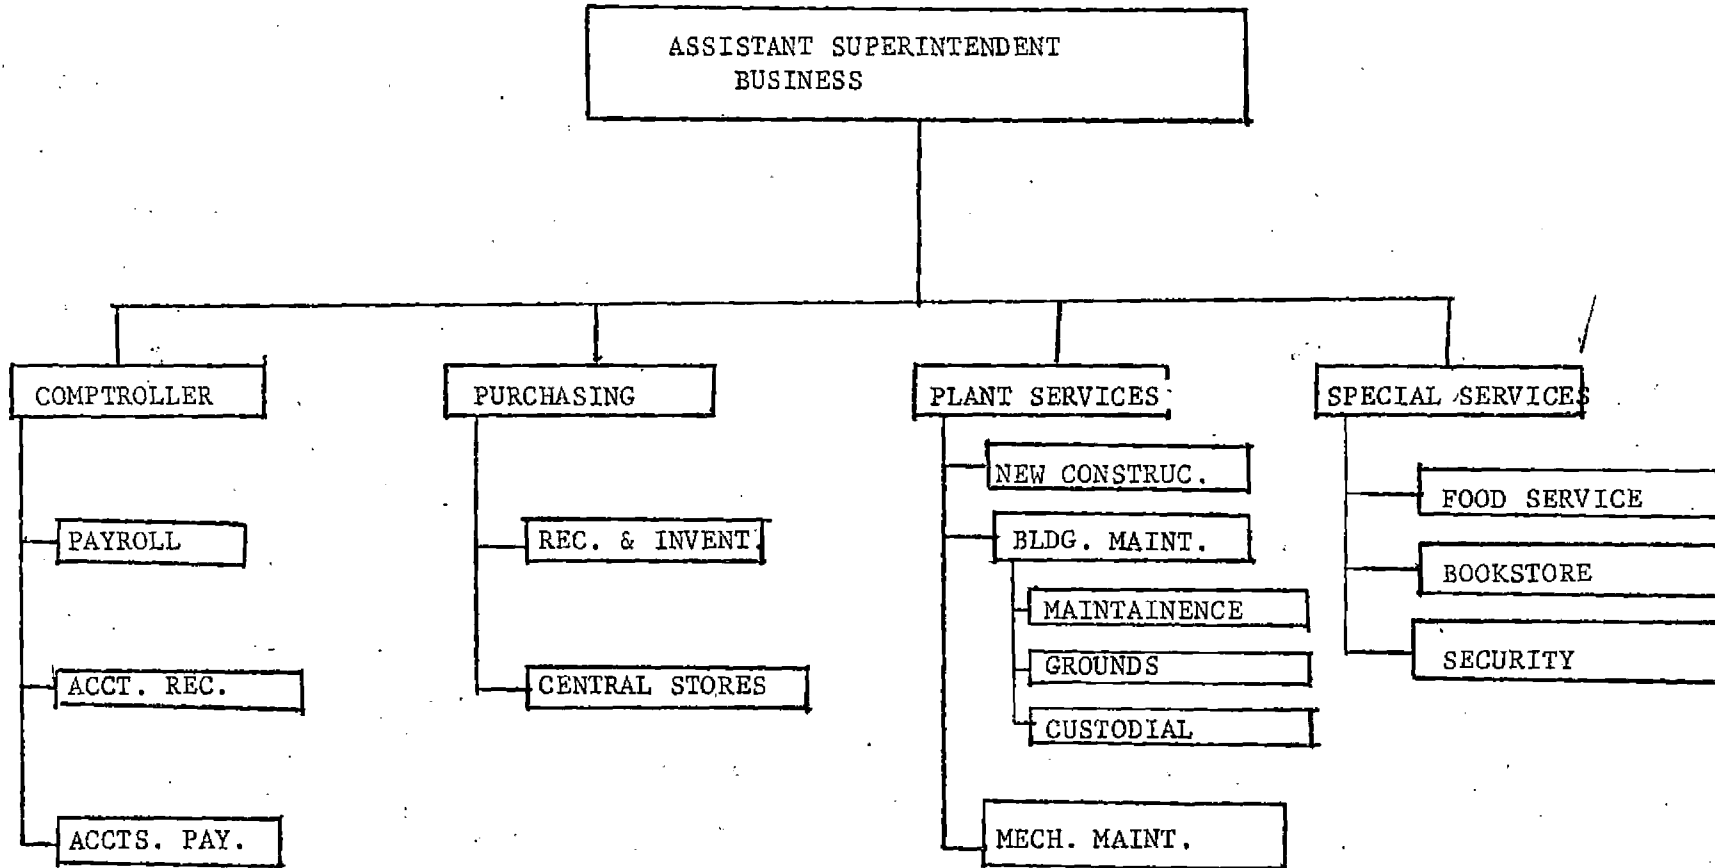 ASSISTANT SUPERINTENDENT
BUSINESS
COMPTROLLER
PAYROLL
ACCT. REC.
ACCTS. PAY.
PURCHASING
REC. & INVENT.
CENTRAL STORES
PLANT SERVICES
NEW CONSTRUC.
BLDG. MAINT.
MAINTAINENCE
GROUNDS
CUSTODIAL
MECH. MAINT.
SPECIAL SERVICES
FOOD SERVICE
BOOKSTORE
SECURITY